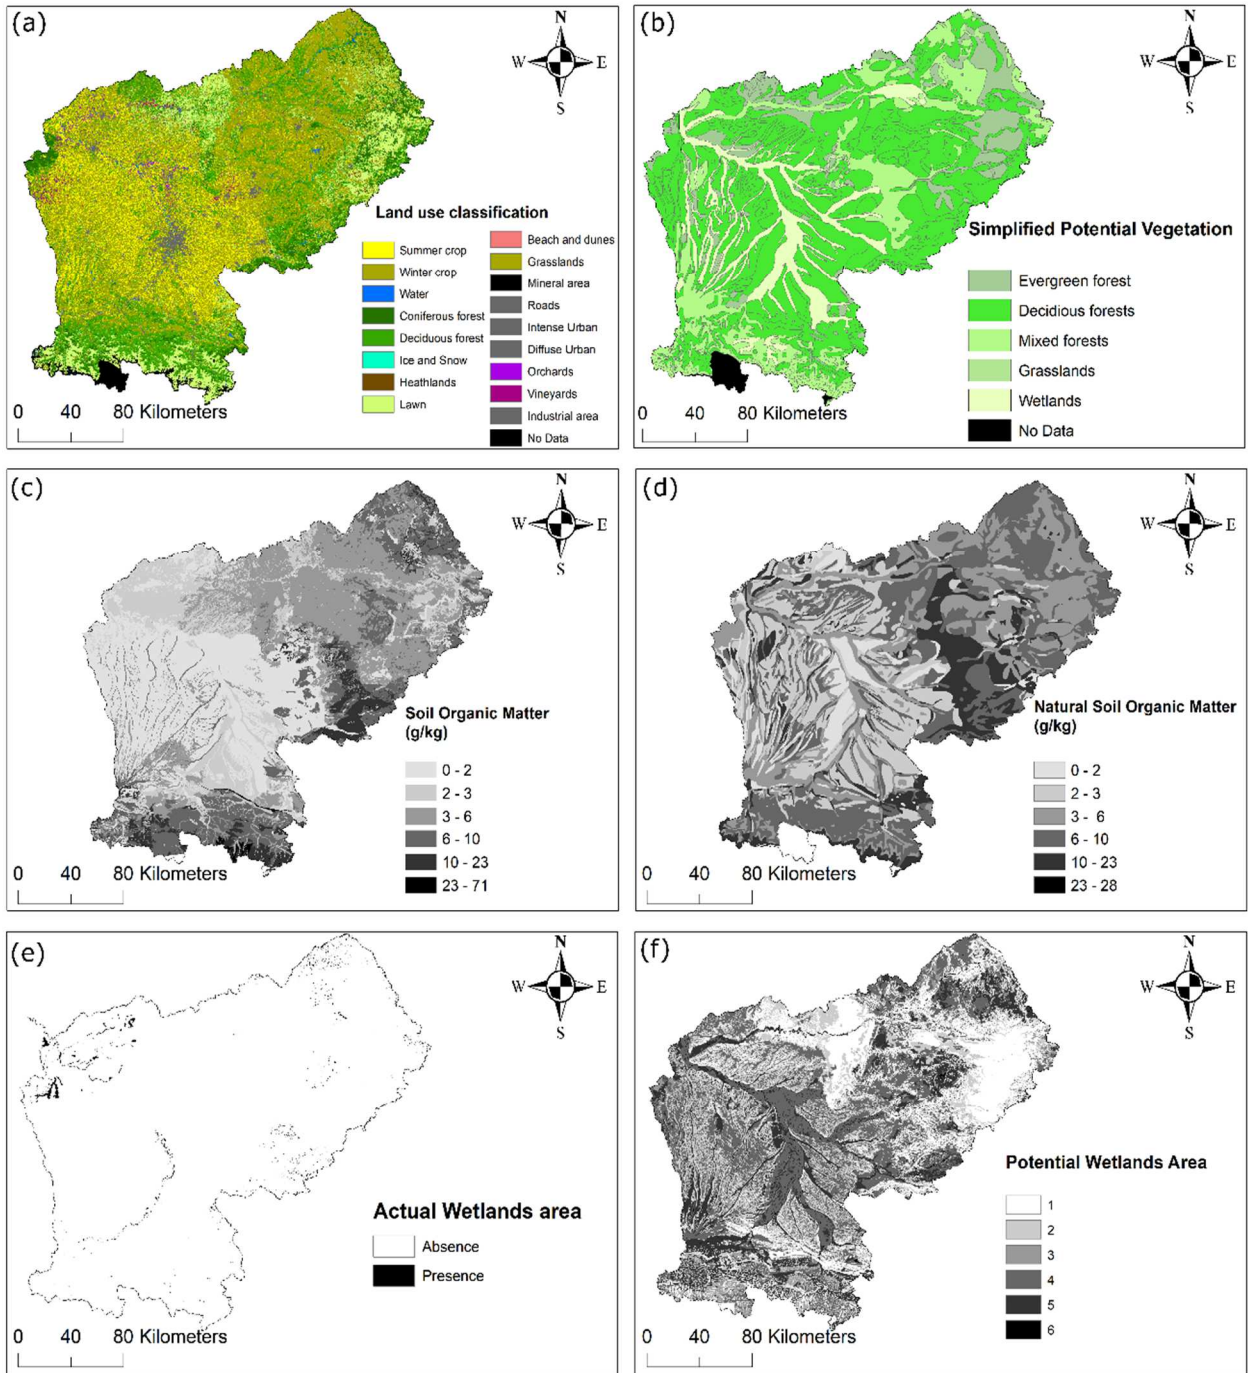 (a)
N
W
E
S
Land use classification
Summer crop
Winter crop
Water
Coniferous forest
Deciduous forest
Ice and Snow
Heathlands
Lawn
Beach and dunes
Grasslands
Mineral area
Roads
Intense Urban
Diffuse Urban
Orchards
Vineyards
Industrial area
No Data
0 40 80 Kilometers
(b)
N
W
E
S
Simplified Potential Vegetation
Evergreen forest
Decidious forests
Mixed forests
Grasslands
Wetlands
No Data
0 40 80 Kilometers
(c)
N
W
E
S
Soil Organic Matter
(g/kg)
0 - 2
2 - 3
3 - 6
6 - 10
10 - 23
23 - 71
0 40 80 Kilometers
(d)
N
W
E
S
Natural Soil Organic Matter
(g/kg)
0 - 2
2 - 3
3 - 6
6 - 10
10 - 23
23 - 28
0 40 80 Kilometers
(e)
N
W
E
S
Actual Wetlands area
Absence
Presence
0 40 80 Kilometers
(f)
N
W
E
S
Potential Wetlands Area
1
2
3
4
5
6
0 40 80 Kilometers